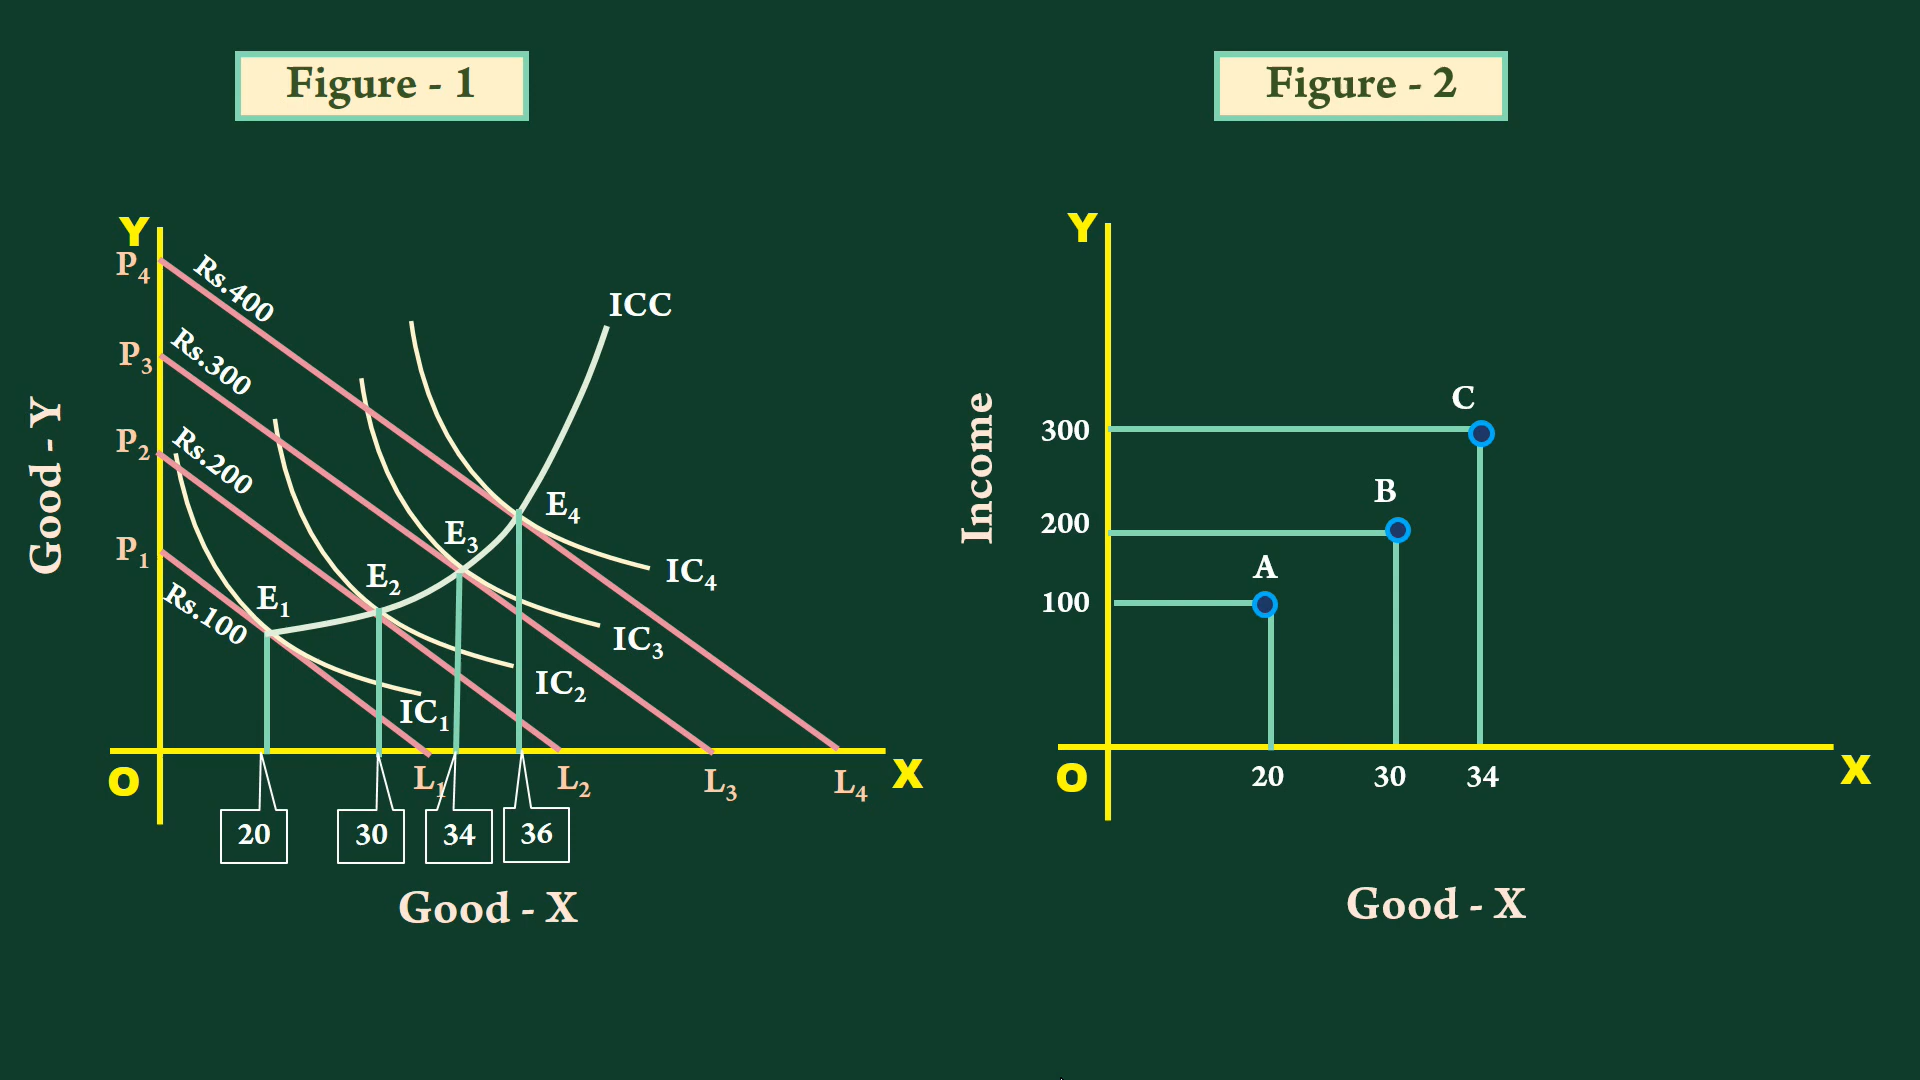 Figure - 1
Y
P4
P3
P2
P1
Good - Y
Rs.400
Rs.300
Rs.200
Rs.100
ICC
E1
E2
E3
E4
IC4
IC3
IC2
IC1
O
L1
L2
L3
L4
X
20
30
34
36
Good - X
Figure - 2
Y
Income
300
200
100
C
B
A
O
20
30
34
X
Good - X